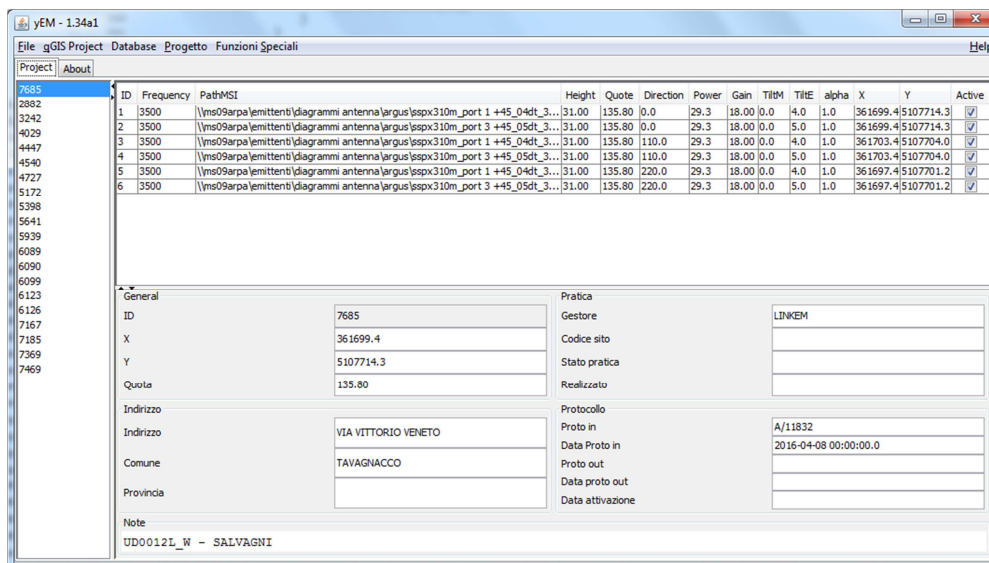 yEM - 1.34a1
File qGIS Project Database Progetto Funzioni Speciali Help
Project About
7685
2882
3242
4029
4447
4540
4727
5172
5398
5641
5939
6089
6090
6099
6123
6126
7167
7185
7369
7469
ID Frequency PathMSI Height Quote Direction Power Gain TiltM TiltE alpha X Y Active
1 3500 \\ms09arpa\emittenti\diagrammi antenna\argus\sspx310m_port 1 +45_04dt_3... 31.00 135.80 0.0 29.3 18.00 0.0 4.0 1.0 361699.4 5107714.3
2 3500 \\ms09arpa\emittenti\diagrammi antenna\argus\sspx310m_port 3 +45_05dt_3... 31.00 135.80 0.0 29.3 18.00 0.0 5.0 1.0 361699.4 5107714.3
3 3500 \\ms09arpa\emittenti\diagrammi antenna\argus\sspx310m_port 1 +45_04dt_3... 31.00 135.80 110.0 29.3 18.00 0.0 4.0 1.0 361703.4 5107704.0
4 3500 \\ms09arpa\emittenti\diagrammi antenna\argus\sspx310m_port 3 +45_05dt_3... 31.00 135.80 110.0 29.3 18.00 0.0 5.0 1.0 361703.4 5107704.0
5 3500 \\ms09arpa\emittenti\diagrammi antenna\argus\sspx310m_port 1 +45_04dt_3... 31.00 135.80 220.0 29.3 18.00 0.0 4.0 1.0 361697.4 5107701.2
6 3500 \\ms09arpa\emittenti\diagrammi antenna\argus\sspx310m_port 3 +45_05dt_3... 31.00 135.80 220.0 29.3 18.00 0.0 5.0 1.0 361697.4 5107701.2
General
ID 7685
X 361699.4
Y 5107714.3
Quota 135.80
Pratica
Gestore LINKEM
Codice sito
Stato pratica
Realizzato
Indirizzo
Indirizzo VIA VITTORIO VENETO
Comune TAVAGNACCO
Provincia
Protocollo
Proto in A/11832
Data Proto in 2016-04-08 00:00:00.0
Proto out
Data proto out
Data attivazione
Note
UD0012L_W - SALVAGNI